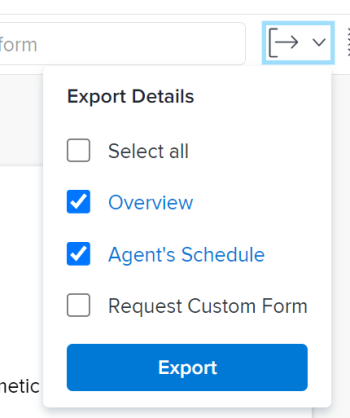 form
Export Details
Select all
Overview
Agent's Schedule
Request Custom Form
Export